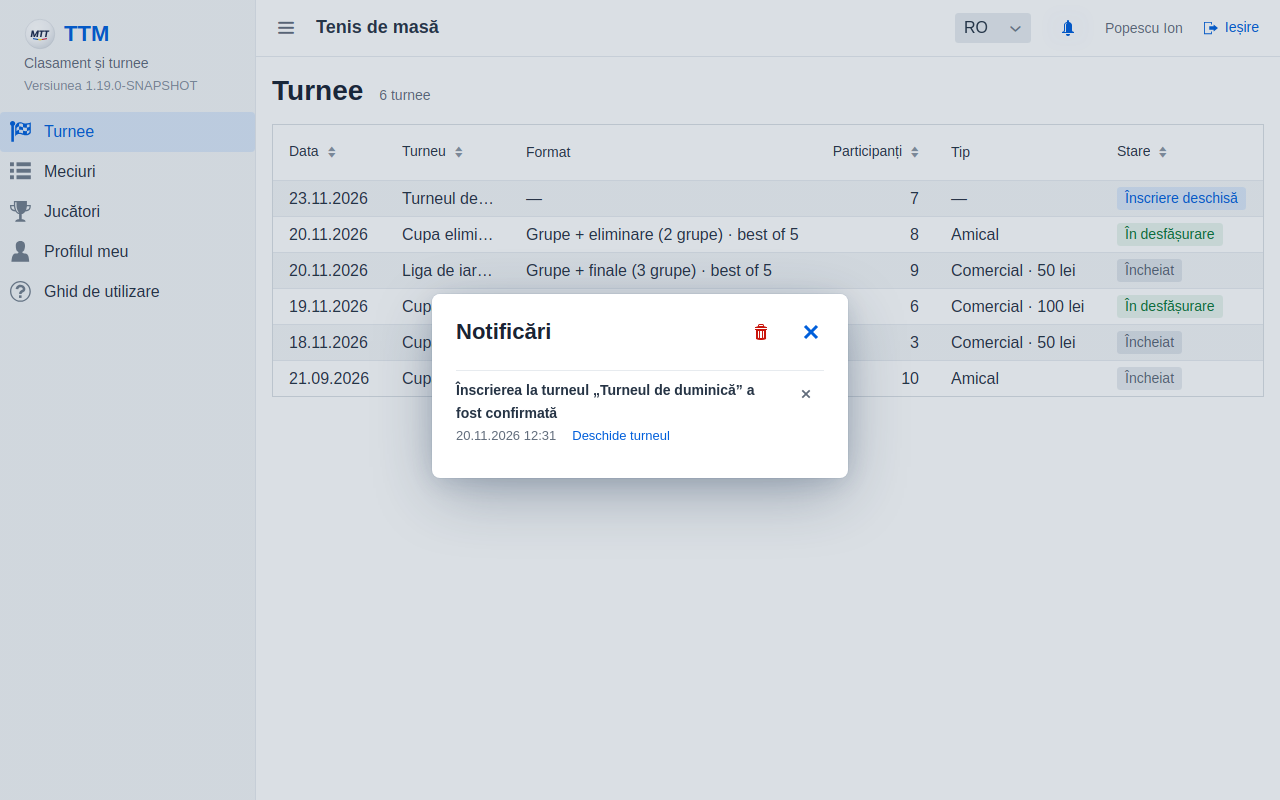 MTT
TTM
Clasament și turnee
Versiunea 1.19.0-SNAPSHOT
Turnee
Meciuri
Jucători
Profilul meu
Ghid de utilizare
Tenis de masă
RO
Popescu Ion
Ieșire
Turnee
6 turnee
Data
Turneu
Format
Participanți
Tip
Stare
23.11.2026 Turneul de… — 7 — Înscriere deschisă
20.11.2026 Cupa elimi… Grupe + eliminare (2 grupe) · best of 5 8 Amical În desfășurare
20.11.2026 Liga de iar… Grupe + finale (3 grupe) · best of 5 9 Comercial · 50 lei Încheiat
19.11.2026 Cup 6 Comercial · 100 lei În desfășurare
18.11.2026 Cup 3 Comercial · 50 lei Încheiat
21.09.2026 Cup 10 Amical Încheiat
Notificări
Înscrierea la turneul „Turneul de duminică” a
fost confirmată
20.11.2026 12:31 Deschide turneul